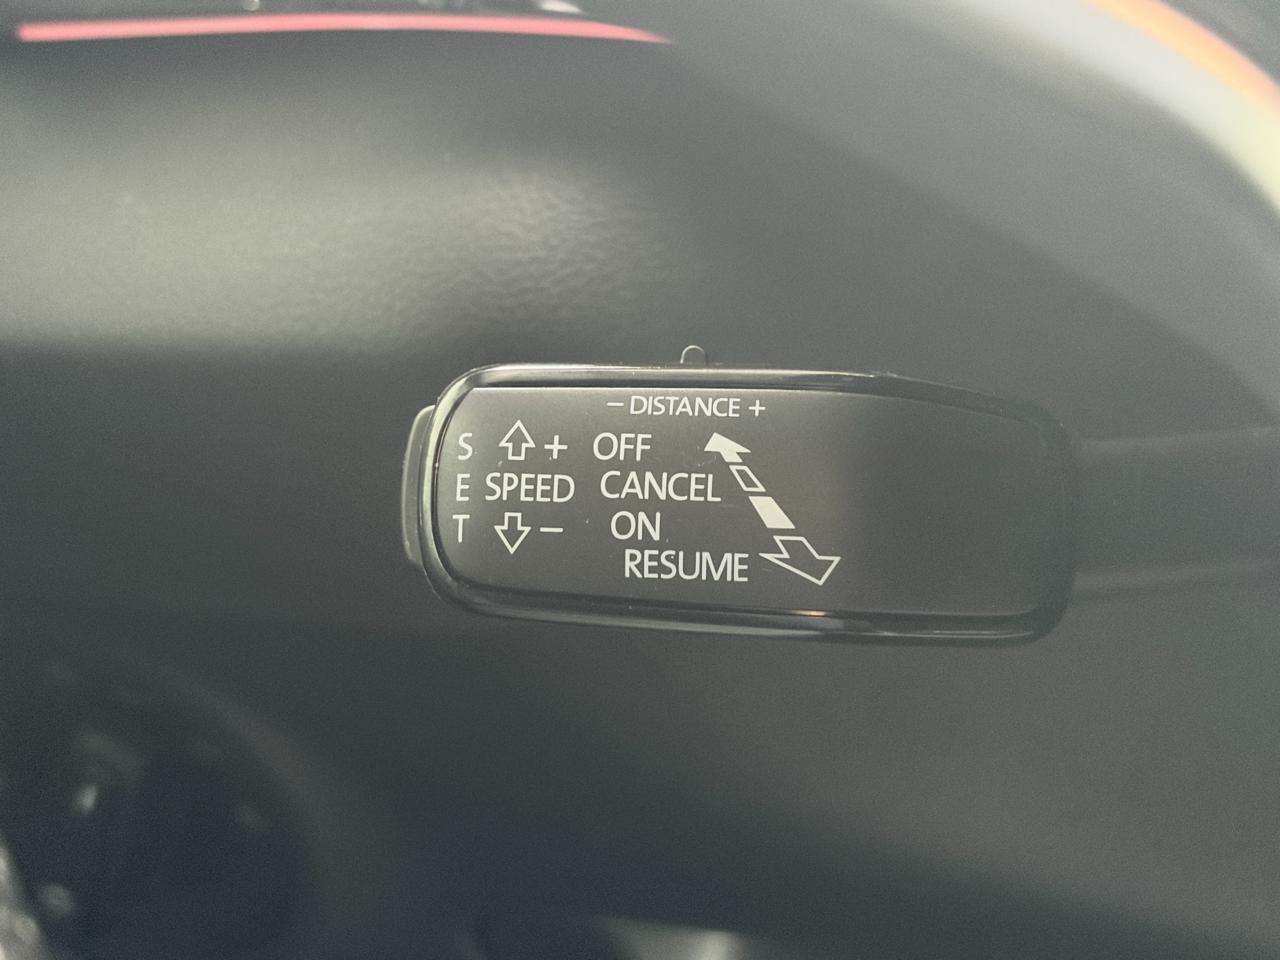 − DISTANCE +
S + OFF
E SPEED CANCEL
T − ON
RESUME